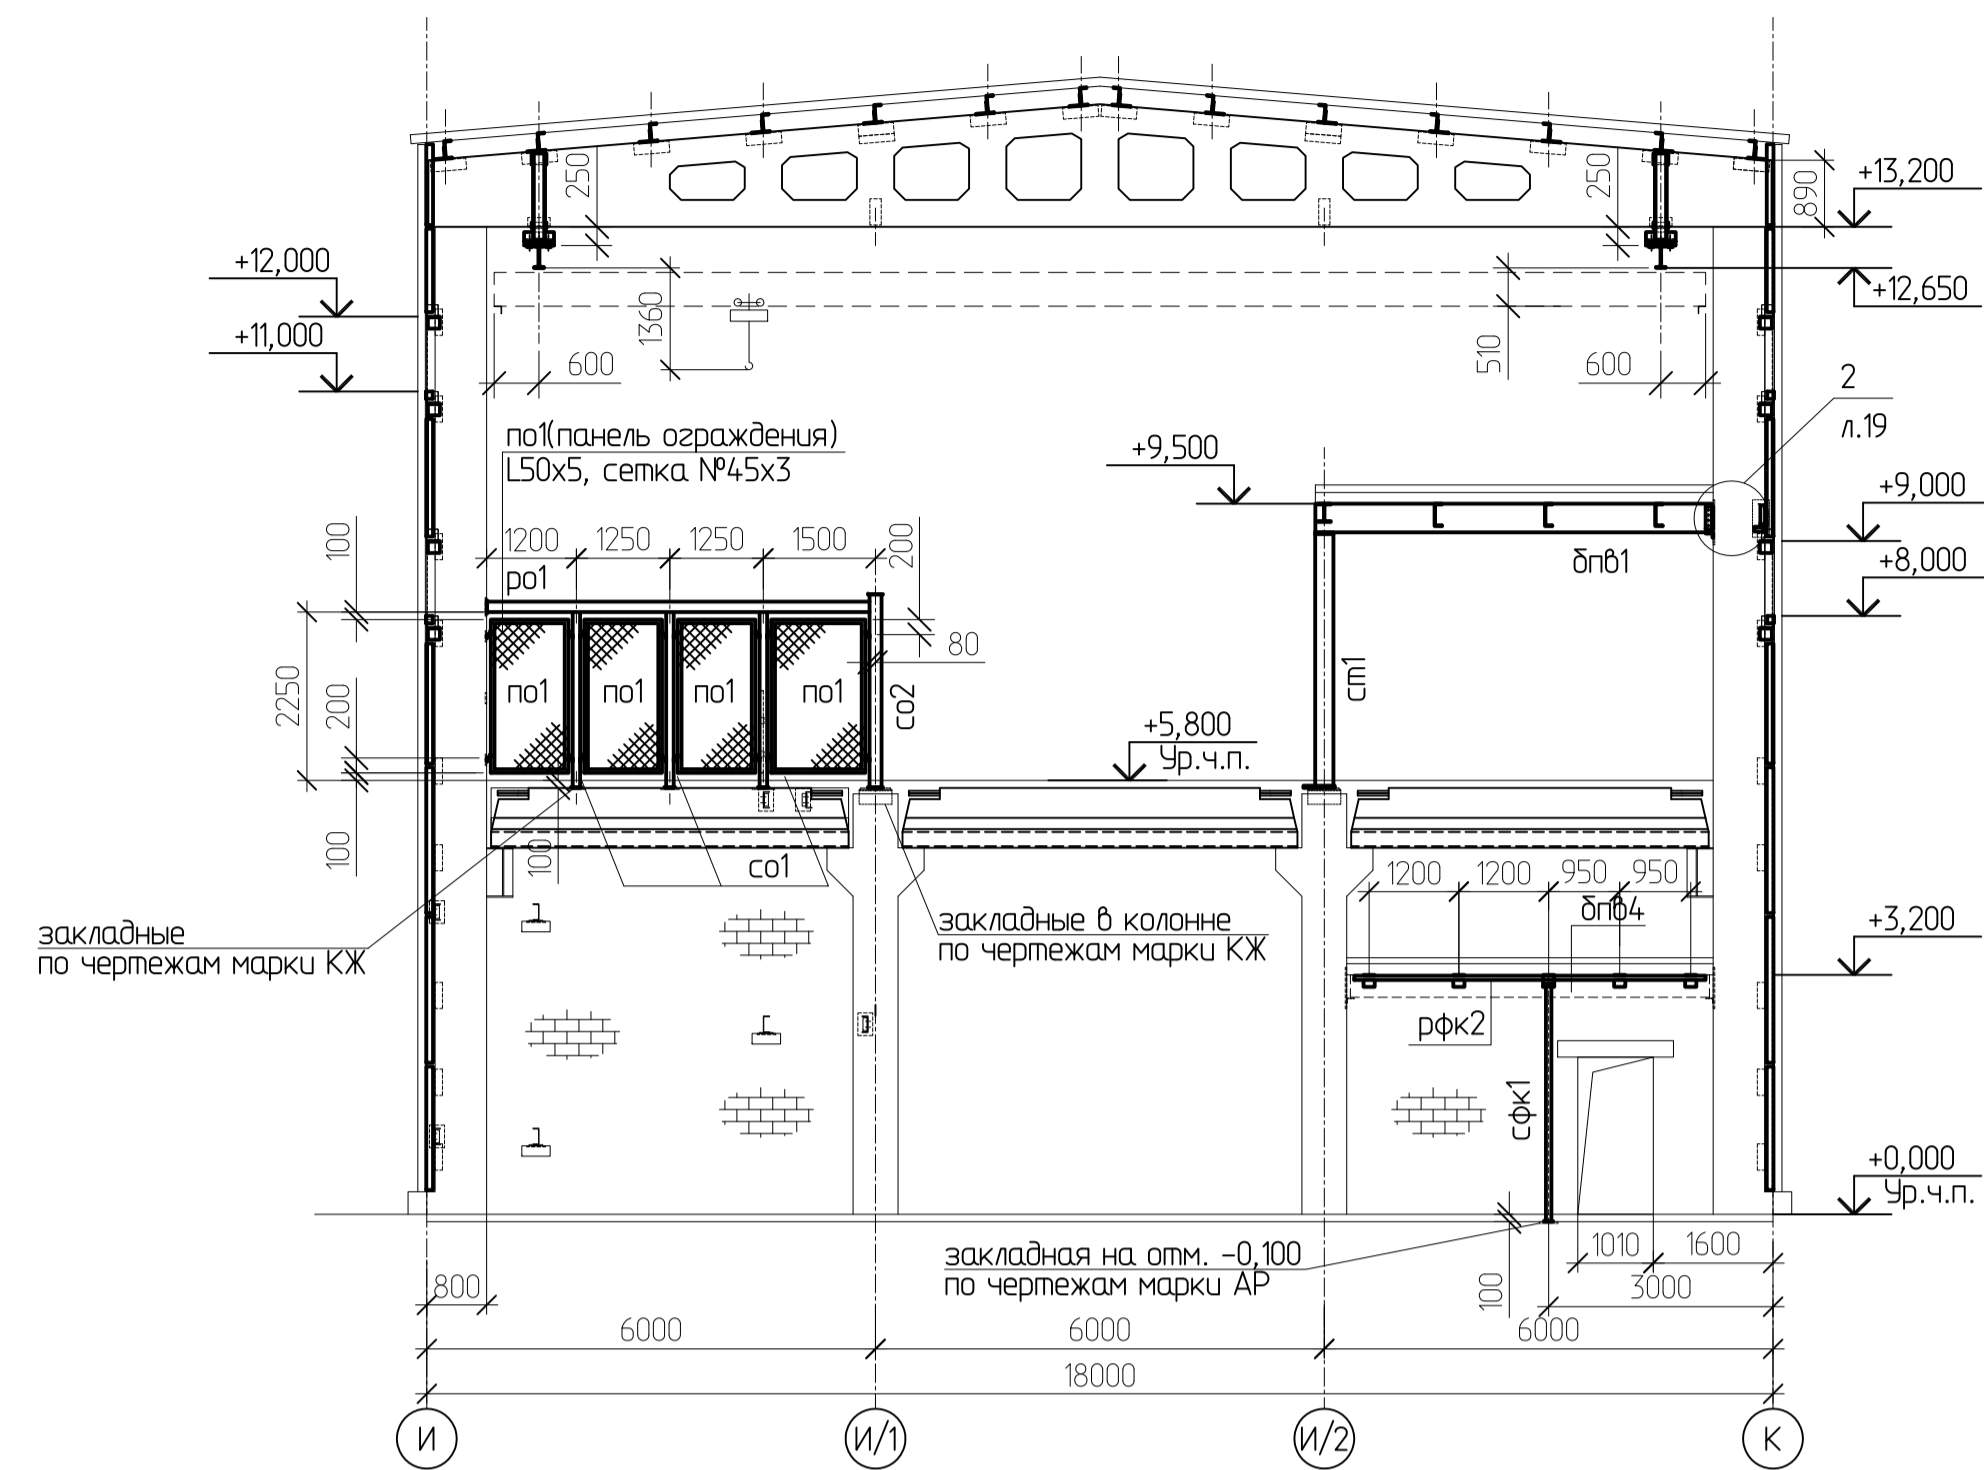 250
250
890
+13,200
+12,000
+12,650
+11,000
1360
600
510
600
2
л.19
по1(панель ограждения)
L50х5, сетка №45х3
+9,500
+9,000
100
1200
1250
1250
1500
200
ро1
бпв1
+8,000
80
2250
200
по1
по1
по1
по1
со2
ст1
+5,800
Ур.ч.п.
100
100
со1
1200
1200
950
950
бпв4
закладные
по чертежам марки КЖ
закладные в колонне
по чертежам марки КЖ
+3,200
рфк2
сфк1
+0,000
Ур.ч.п.
закладная на отм. -0,100
по чертежам марки АР
1010
1600
100
3000
800
6000
6000
6000
18000
И
И/1
И/2
К